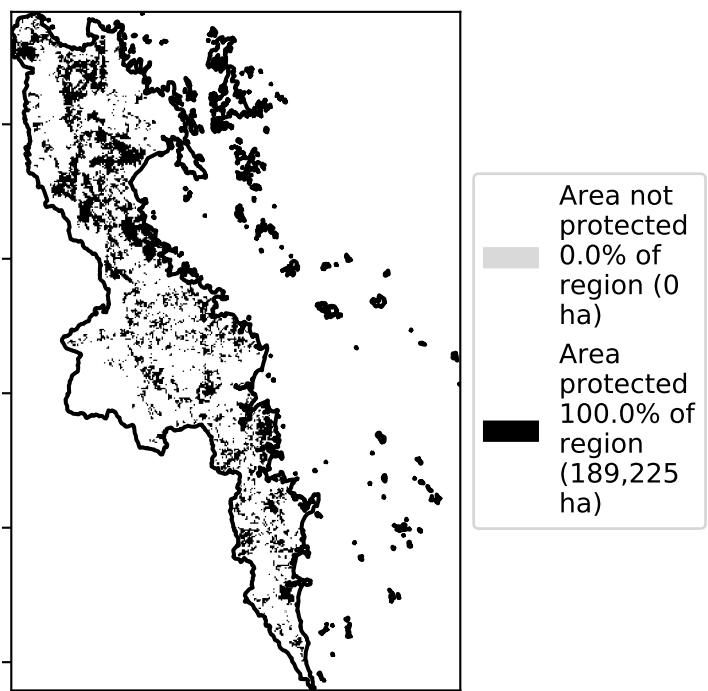 Area not
protected
0.0% of
region (0
ha)
Area
protected
100.0% of
region
(189,225
ha)